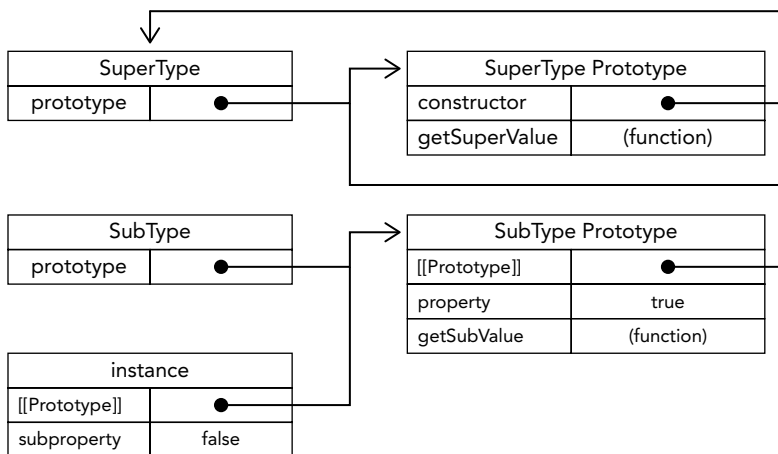 SuperType
prototype
SuperType Prototype
constructor
getSuperValue (function)
SubType
prototype
SubType Prototype
[[Prototype]]
property true
getSubValue (function)
instance
[[Prototype]]
subproperty false